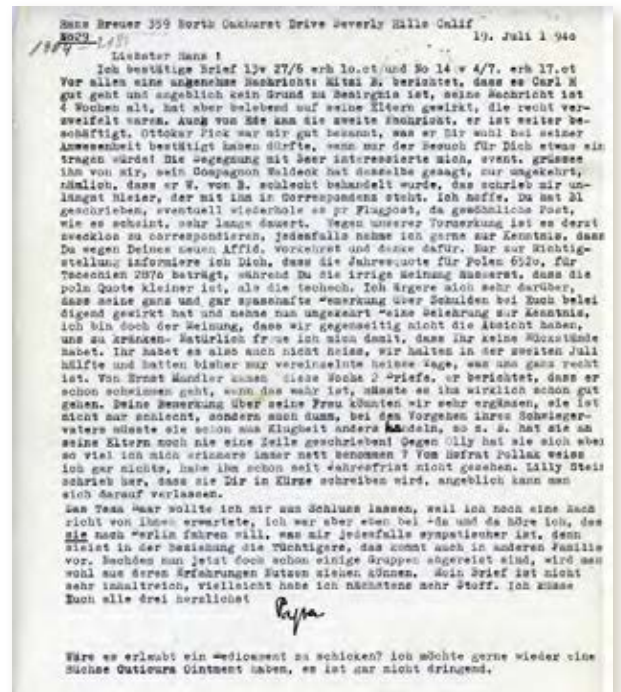 Hans Breuer 359 North Oakhurst Drive Beverly Hills Calif
No29 19. Juli 1 940
Liebster Hans !
Ich bestätige Brief 13v 27/6 erh 10.ct und No 14 v 4/7. erh 17.ct
Vor allem eine angenehme Nachricht: Mitzi B. berichtet, dass es Carl H
gut geht und angeblich kein Grund zu Besorgnis ist, seine Nachricht ist
4 Wochen alt, hat aber belebend auf seine Eltern gewirkt, die recht ver-
zweifelt waren. Auch von Ede kam die zweite Nachricht, er ist weiter be-
schäftigt. Ottokar Pick war mir gut bekannt, was er Dir wohl bei seiner
Anwesenheit bestätigt haben dürfte, wenn nur der Besuch für Dich etwas ein
tragen würde! Die Begegnung mit Beer interessierte mich, event. grüsse
ihn von mir, sein Compagnon Waldeck hat dasselbe gesagt, nur umgekehrt,
nämlich, dass er W. von B. schlecht behandelt wurde, das schrieb mir un-
längst Bleier, der mit ihm in Correspondenz steht. Ich hoffe, Du hat Bl
geschrieben, eventuell wiederhole es pr Flugpost, da gewöhnliche Post,
wie es scheint, sehr lange dauert. Wegen unserer Vormerkung ist es derzt
zwecklos zu correspondieren, jedenfalls nehme ich gerne zur Kenntnis, dass
Du wegen Deines neuen Affid. vorkehrst und danke dafür. Nur zur Richtig-
stellung informiere ich Dich, dass die Jahresquote für Polen 6520, für
Tscechien 2870 beträgt, während Du die irrige Meinung äusserst, dass die
poln Quote kleiner ist, als die tschech. Ich ärgere mich sehr darüber,
dass meine ganz und gar spasshafte Bemerkung über Schulden bei Euch belei
digend gewirkt hat und nehme nun umgekehrt Deine Belehrung zur Kenntnis,
ich bin doch der Meinung, dass wir gegenseitig nicht die Absicht haben,
uns zu kränken- Natürlich freue ich mich damit, dass Ihr keine Rückstände
habet. Ihr habet es also auch nicht heiss, wir halten in der zweiten Juli
hälfte und hatten bisher nur vereinzelte heisse Tage, was uns ganz recht
ist. Von Ernst Mandler kamen diese Woche 2 Briefe, er berichtet, dass er
schon schwimmen geht, wenn das wahr ist, müsste es ihm wirklich schon gut
gehen. Deine Bemerkung über seine Frau könnten wir sehr ergänzen, sie ist
nicht nur schlecht, sondern auch dumm, bei dem Vorgehen ihres Schwieger-
vaters müsste sie schon aus Klugheit anders handeln, so z. B. hat sie an
seine Eltern noch nie eine Zeile geschrieben! Gegen Olly hat sie sich aber
so viel ich mich erinnere immer nett benommen ? Vom Hofrat Pollak weiss
ich gar nichts, habe ihn schon seit Jahresfrist nicht gesehen. Lilly Stein
schrieb her, dass sie Dir in Kürze schreiben wird, angeblich kann man
sich darauf verlassen.
Das Tema war wollte ich mir zum Schluss lassen, weil ich noch eine Nach
richt von Ihnen erwartete, ich war aber eben bei Ida und da höre ich, das
sie nach Berlin fahren will, was mir jedenfalls sympatischer ist, denn
sieist in der Beziehung die Tüchtigere, das kommt auch in anderen Familie
vor. Nachdem nun jetzt doch schon einige Gruppen abgereist sind, wird man
wohl aus deren Erfahrungen Nutzen ziehen können. Mein Brief ist nicht
sehr inhaltreich, vielleicht habe ich nächstens mehr Stoff. Ich küsse
Euch alle drei herzlichst
Papa
Wäre es erlaubt ein Medicament zu schicken? ich möchte gerne wieder eine
Büchse Cuticura Ointment haben, es ist gar nicht dringend.